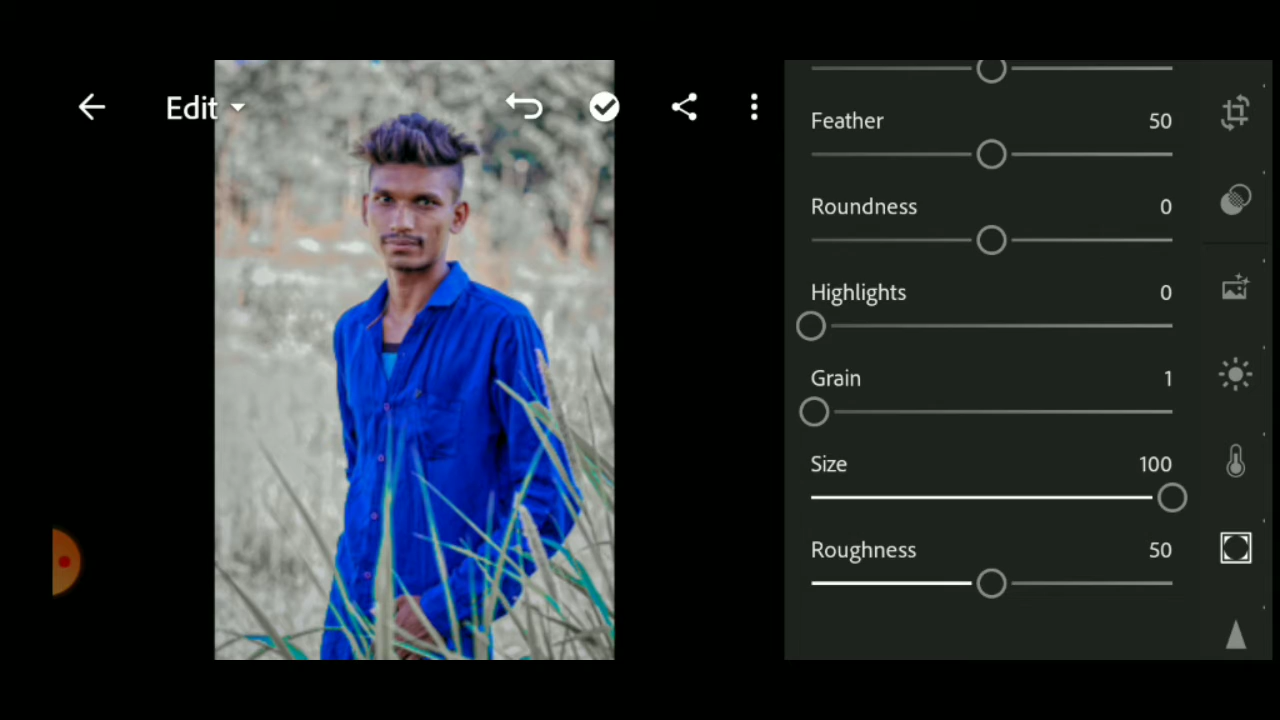 Edit
Feather 50
Roundness 0
Highlights 0
Grain 1
Size 100
Roughness 50